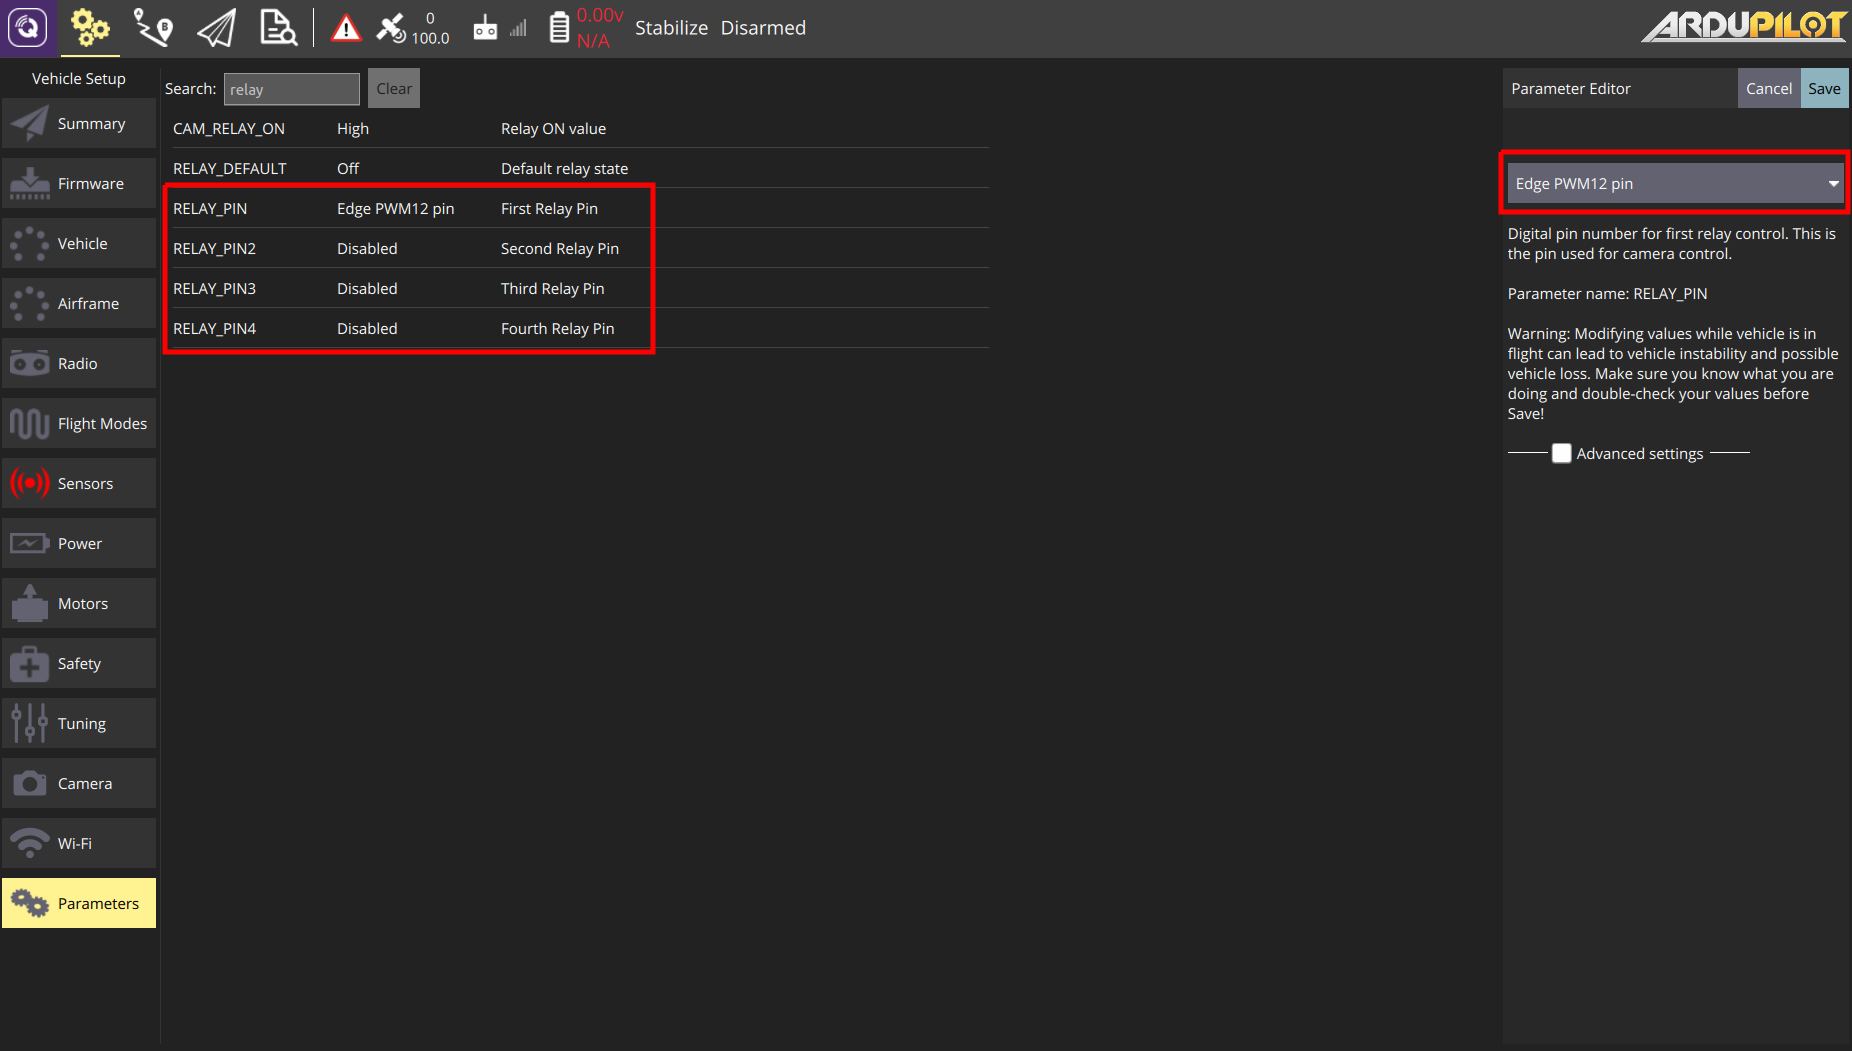 0
100.0
0.00v
N/A
Stabilize Disarmed
ARDUPILOT
Vehicle Setup
Summary
Firmware
Vehicle
Airframe
Radio
Flight Modes
Sensors
Power
Motors
Safety
Tuning
Camera
Wi-Fi
Parameters
Search: relay Clear
CAM_RELAY_ON High Relay ON value
RELAY_DEFAULT Off Default relay state
RELAY_PIN Edge PWM12 pin First Relay Pin
RELAY_PIN2 Disabled Second Relay Pin
RELAY_PIN3 Disabled Third Relay Pin
RELAY_PIN4 Disabled Fourth Relay Pin
Parameter Editor Cancel Save
Edge PWM12 pin
Digital pin number for first relay control. This is
the pin used for camera control.
Parameter name: RELAY_PIN
Warning: Modifying values while vehicle is in
flight can lead to vehicle instability and possible
vehicle loss. Make sure you know what you are
doing and double-check your values before
Save!
Advanced settings